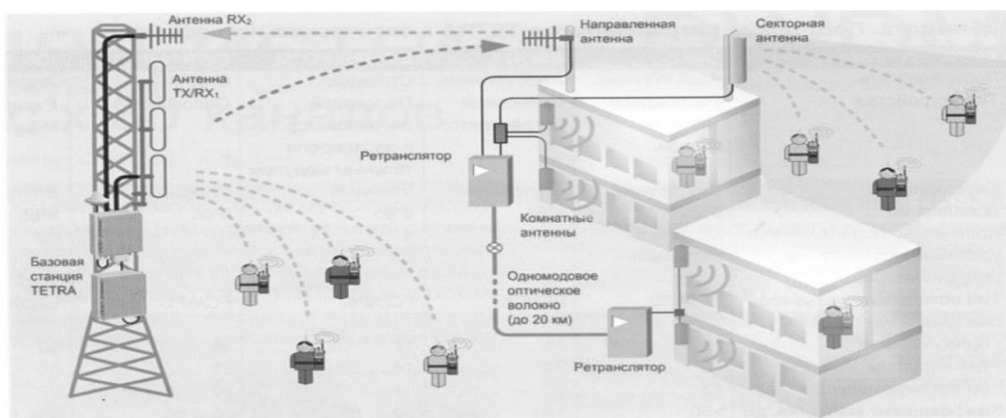 Антенна RX2
Антенна
TX/RX1
Базовая
станция
TETRA
Направленная
антенна
Секторная
антенна
Ретранслятор
Комнатные
антенны
Одномодовое
оптическое
волокно
(до 20 км)
Ретранслятор